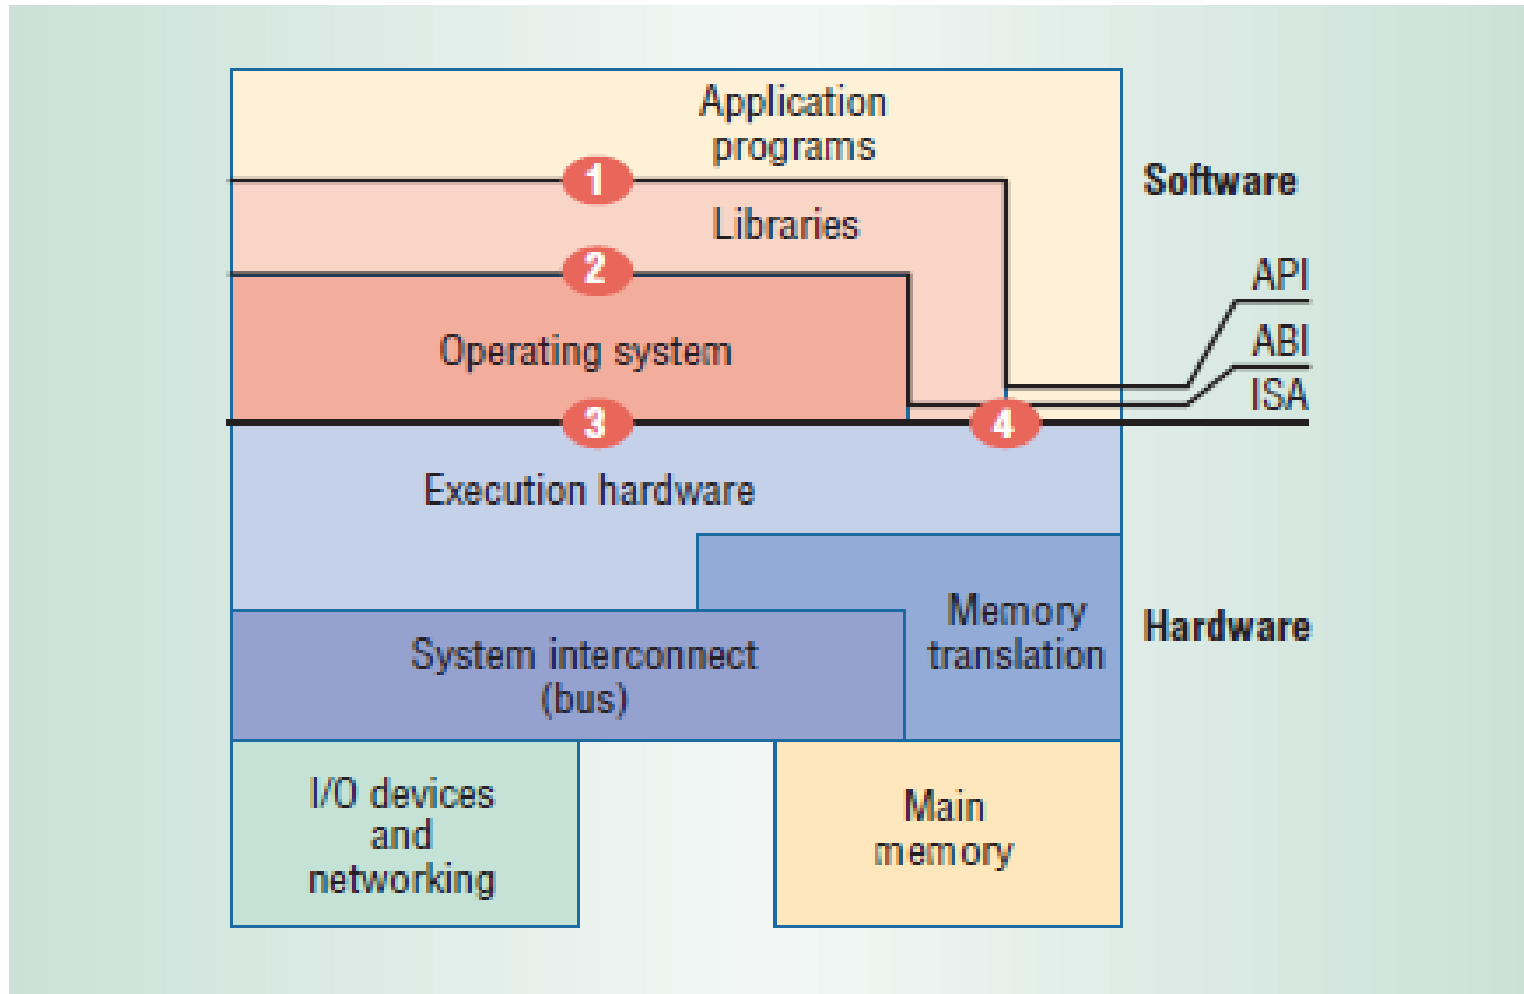 Application
programs
1
Software
Libraries
2
API
Operating system
ABI
ISA
3
4
Execution hardware
Memory
translation
Hardware
System interconnect
(bus)
I/O devices
and
networking
Main
memory